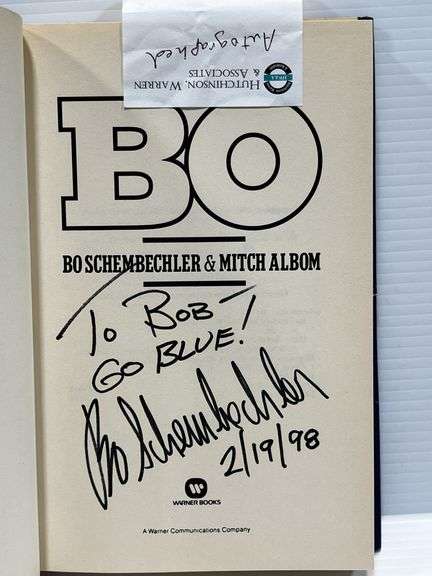 Autographed
HUTCHINSON, WARREN
& ASSOCIATES
BO
BO SCHEMBECHLER & MITCH ALBOM
To BOB –
GO BLUE!
Bo Schembechler
2/19/98
WARNER BOOKS
A Warner Communications Company